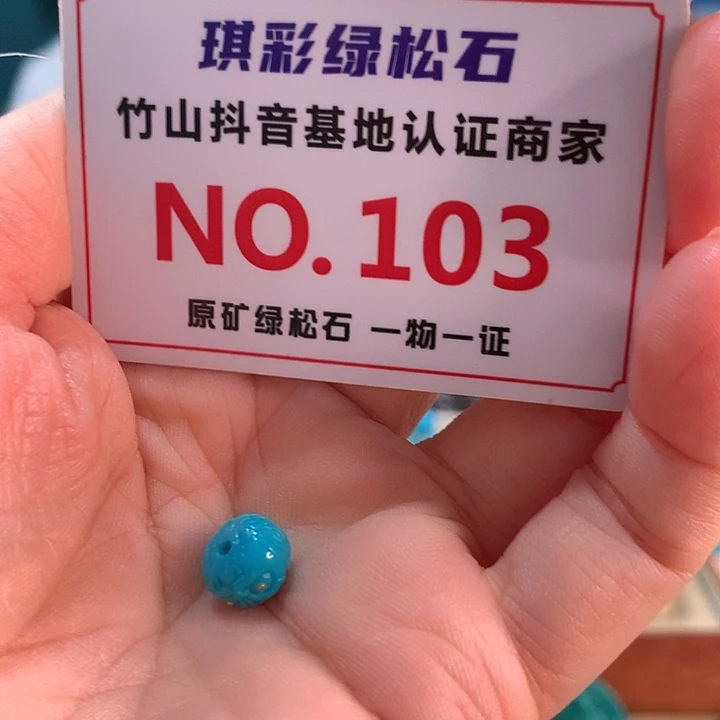 琪彩绿松石
竹山抖音基地认证商家
NO.103
原矿绿松石 一物一证